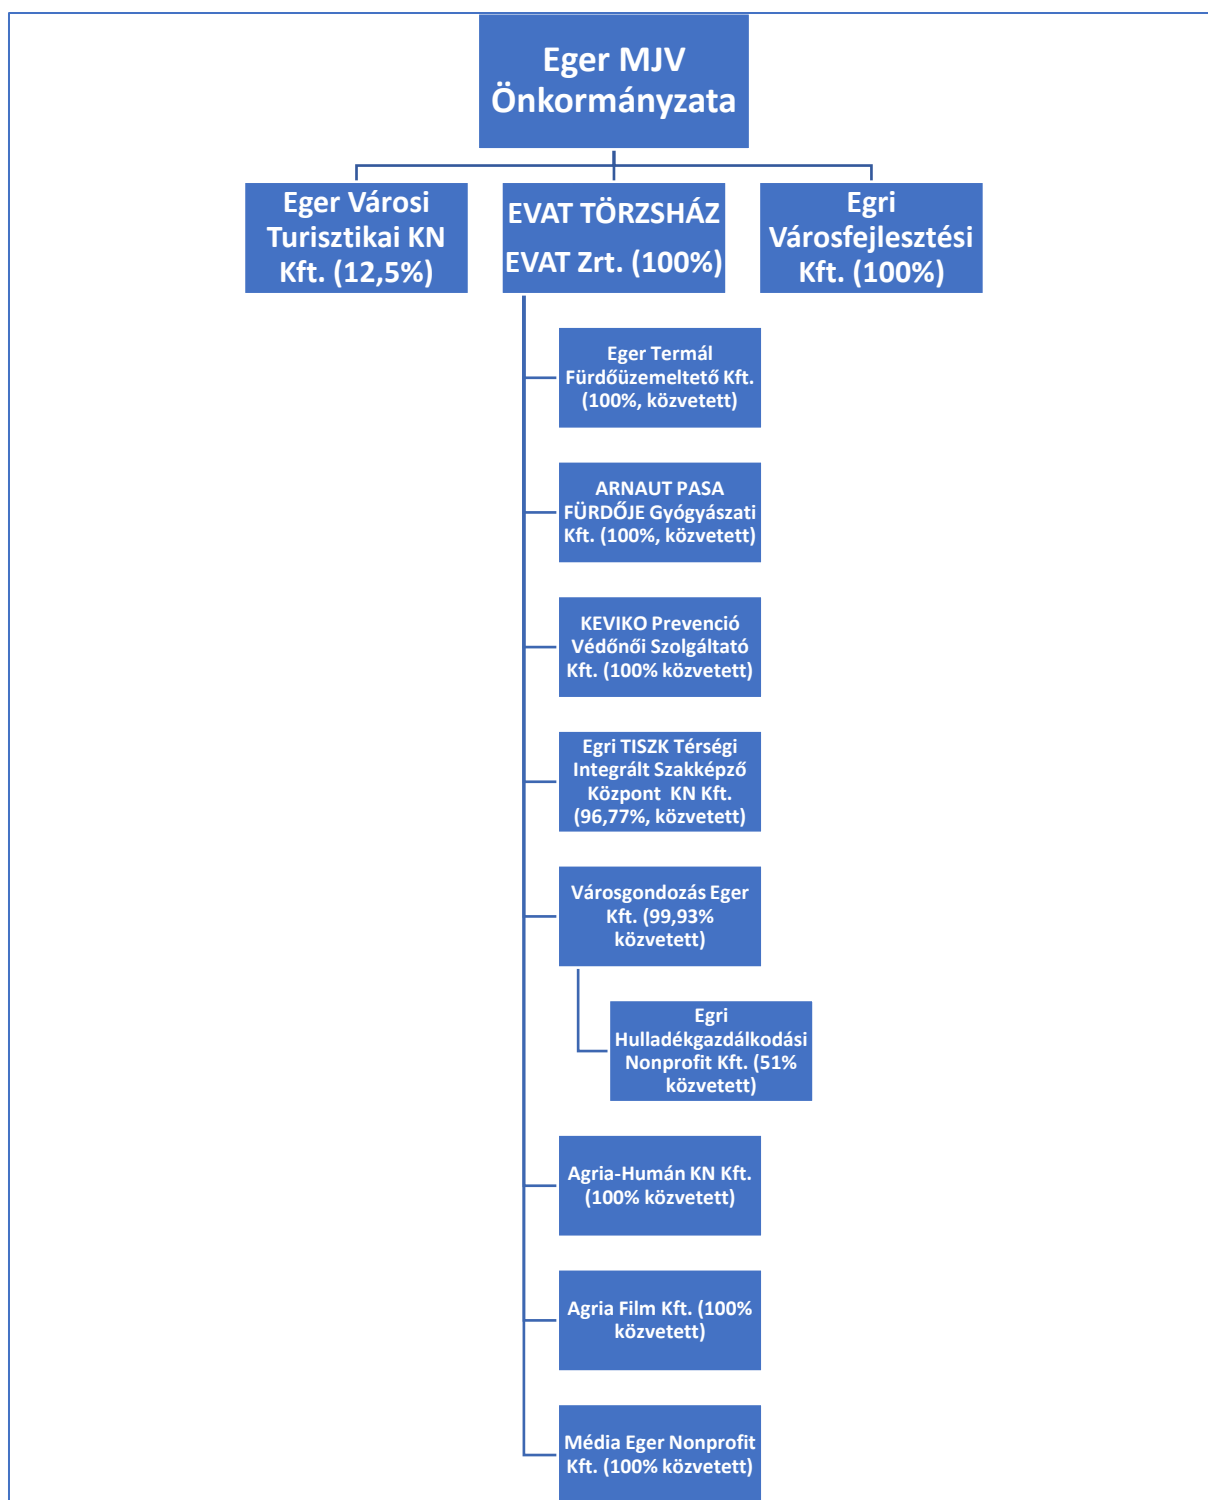 Eger MJV
Önkormányzata
Eger Városi
Turisztikai KN
Kft. (12,5%)
EVAT TÖRZSHÁZ
EVAT Zrt. (100%)
Egri
Városfejlesztési
Kft. (100%)
Eger Termál
Fürdőüzemeltető Kft.
(100%, közvetett)
ARNAUT PASA
FÜRDŐJE Gyógyászati
Kft. (100%, közvetett)
KEVIKO Prevenció
Védőnői Szolgáltató
Kft. (100% közvetett)
Egri TISZK Térségi
Integrált Szakképző
Központ  KN Kft.
(96,77%, közvetett)
Városgondozás Eger
Kft. (99,93%
közvetett)
Egri
Hulladékgazdálkodási
Nonprofit Kft. (51%
közvetett)
Agria-Humán KN Kft.
(100% közvetett)
Agria Film Kft. (100%
közvetett)
Média Eger Nonprofit
Kft. (100% közvetett)